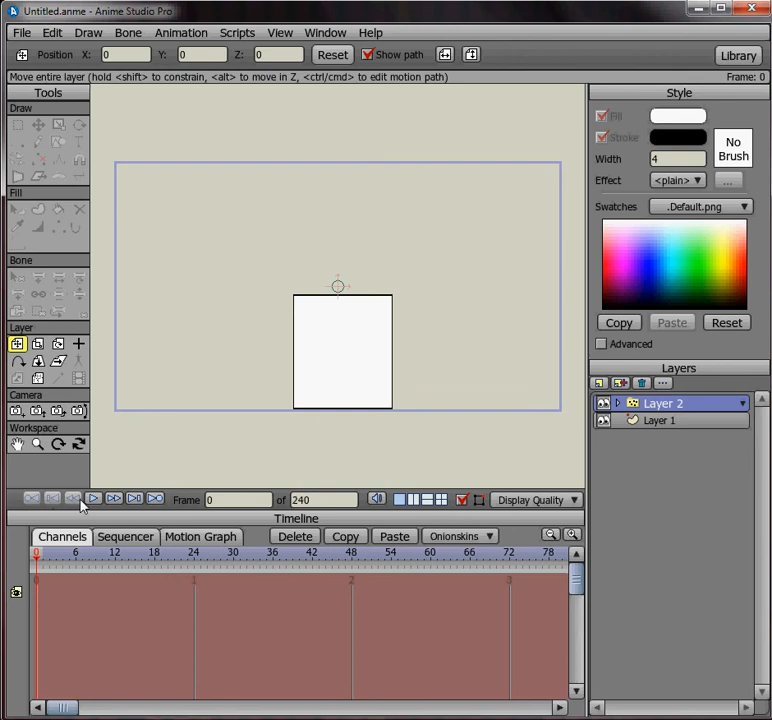 Untitled.anme - Anime Studio Pro
File Edit Draw Bone Animation Scripts View Window Help
Position X: 0 Y: 0 Z: 0 Reset Show path Library
Move entire layer (hold <shift> to constrain, <alt> to move in Z, <ctrl/cmd> to edit motion path) Frame: 0
Tools
Draw
Fill
Bone
Layer
Camera
Workspace
Style
Fill
Stroke
No Brush
Width 4
Effect <plain> ...
Swatches .Default.png
Copy Paste Reset
Advanced
Layers
Layer 2
Layer 1
Frame 0 of 240 Display Quality
Timeline
Channels Sequencer Motion Graph Delete Copy Paste Onionskins
0 6 12 18 24 30 36 42 48 54 60 66 72 78
0 1 2 3